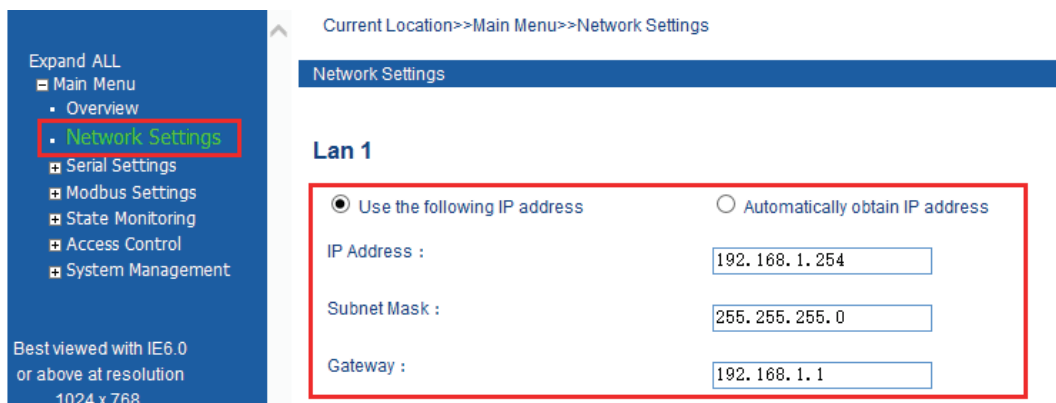 Expand ALL
Main Menu
Overview
Network Settings
Serial Settings
Modbus Settings
State Monitoring
Access Control
System Management
Best viewed with IE6.0
or above at resolution
1024 x 768
Current Location>>Main Menu>>Network Settings
Network Settings
Lan 1
Use the following IP address Automatically obtain IP address
IP Address : 192.168.1.254
Subnet Mask : 255.255.255.0
Gateway : 192.168.1.1